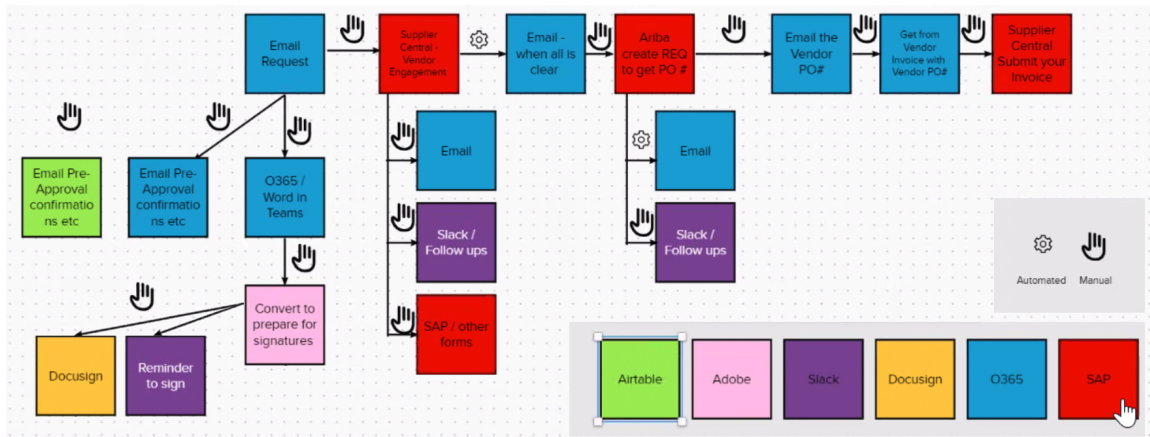 Email
Request
Supplier
Central -
Vendor
Engagement
Email -
when all is
clear
Ariba
create REQ
to get PO #
Email the
Vendor
PO#
Get from
Vendor
Invoice with
Vendor PO#
Supplier
Central
Submit your
Invoice
Email Pre-
Approval
confirmatio
ns etc
Email Pre-
Approval
confirmatio
ns etc
O365 /
Word in
Teams
Email
Email
Slack /
Follow ups
Slack /
Follow ups
Convert to
prepare for
signatures
SAP / other
forms
Docusign
Reminder
to sign
Automated
Manual
Airtable
Adobe
Slack
Docusign
O365
SAP